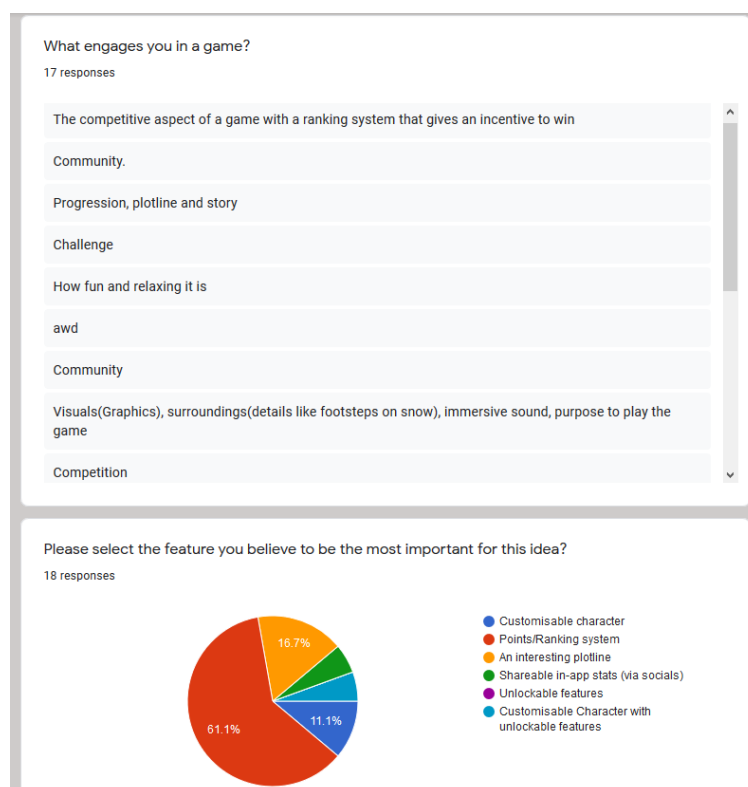 What engages you in a game?
17 responses
The competitive aspect of a game with a ranking system that gives an incentive to win
Community.
Progression, plotline and story
Challenge
How fun and relaxing it is
awd
Community
Visuals(Graphics), surroundings(details like footsteps on snow), immersive sound, purpose to play the
game
Competition
Please select the feature you believe to be the most important for this idea?
18 responses
16.7%
61.1%
11.1%
Customisable character
Points/Ranking system
An interesting plotline
Shareable in-app stats (via socials)
Unlockable features
Customisable Character with
unlockable features